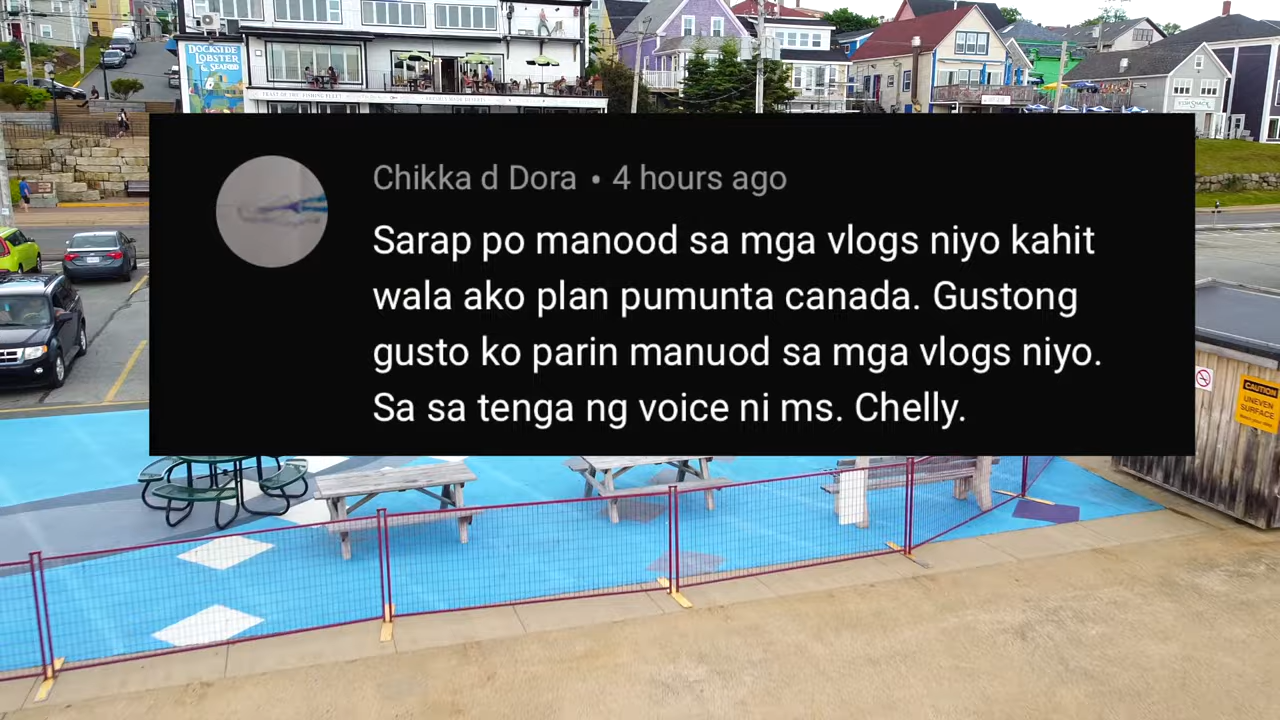 DOCKSIDE
LOBSTER
& SEAFOOD
Chikka d Dora • 4 hours ago
Sarap po manood sa mga vlogs niyo kahit
wala ako plan pumunta canada. Gustong
gusto ko parin manuod sa mga vlogs niyo.
Sa sa tenga ng voice ni ms. Chelly.
CAUTION
UNEVEN
SURFACE